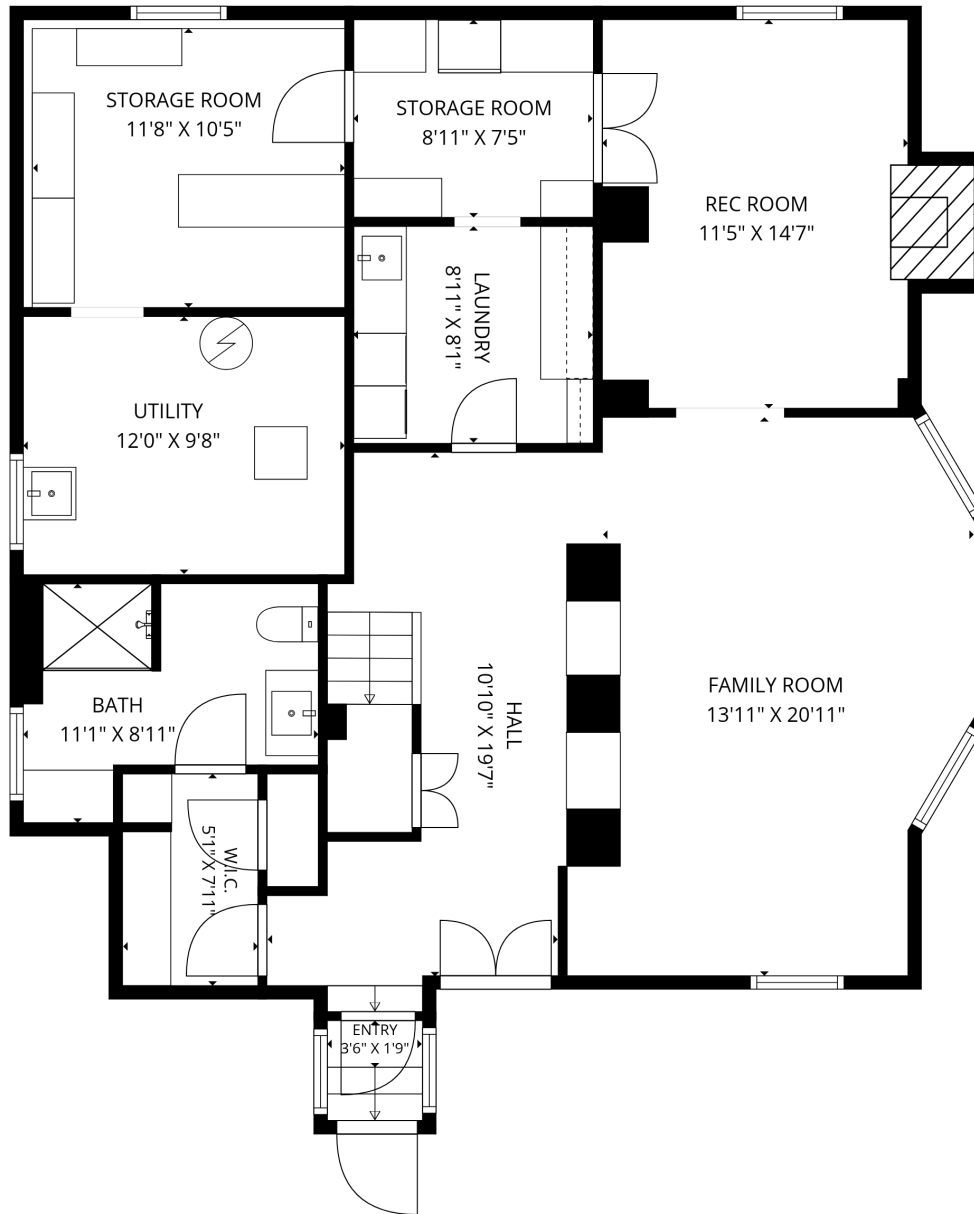 STORAGE ROOM
11'8" X 10'5"
STORAGE ROOM
8'11" X 7'5"
REC ROOM
11'5" X 14'7"
LAUNDRY
8'11" X 8'1"
UTILITY
12'0" X 9'8"
BATH
11'1" X 8'11"
HALL
10'10" X 19'7"
FAMILY ROOM
13'11" X 20'11"
W.I.C.
5'1" X 7'11"
ENTRY
3'6" X 1'9"